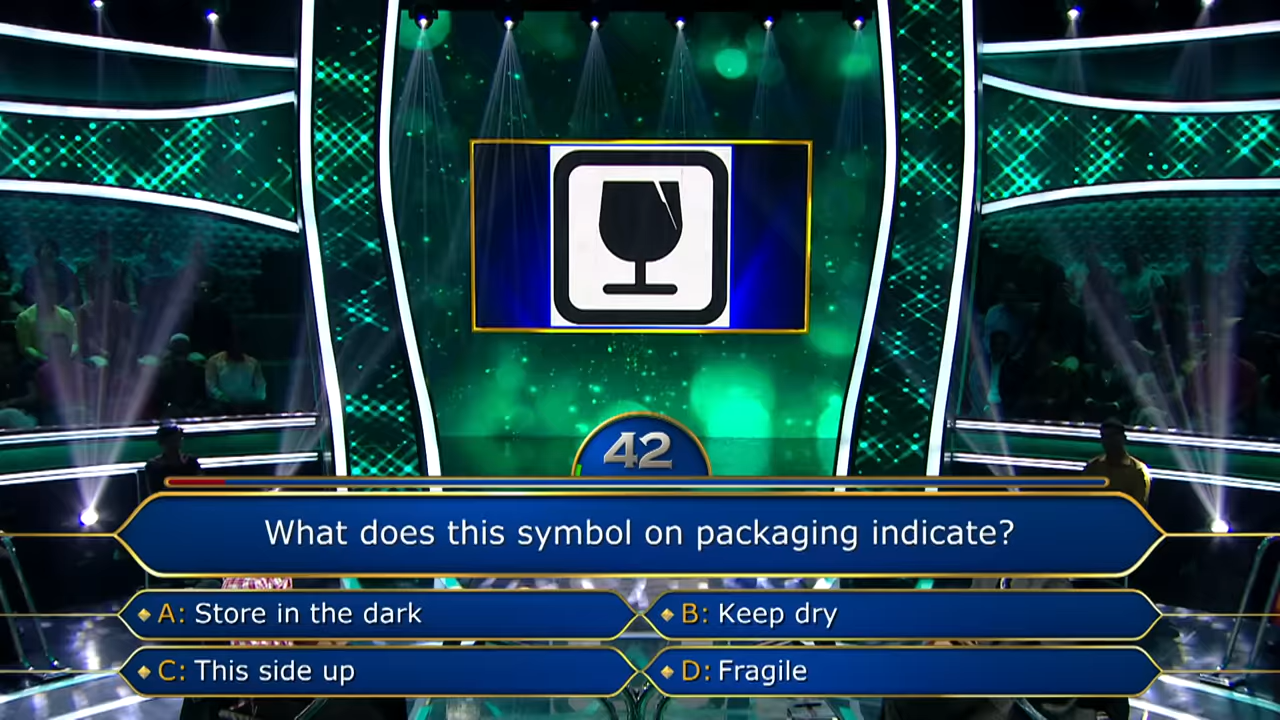 42
What does this symbol on packaging indicate?
A: Store in the dark
B: Keep dry
C: This side up
D: Fragile